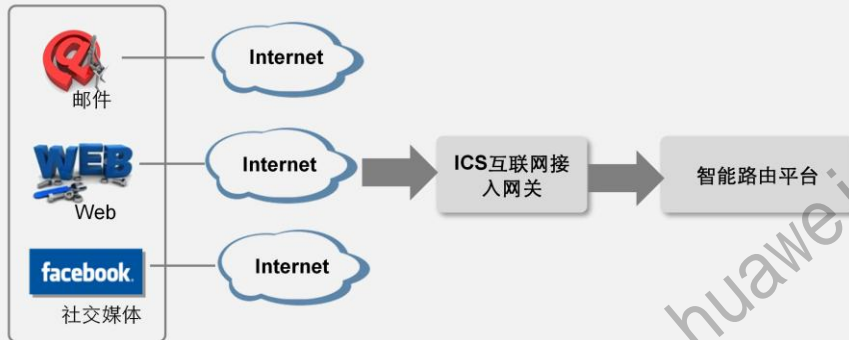 @
邮件
Internet
WEB
Web
Internet
ICS互联网接
入网关
智能路由平台
facebook.
社交媒体
Internet
huawei